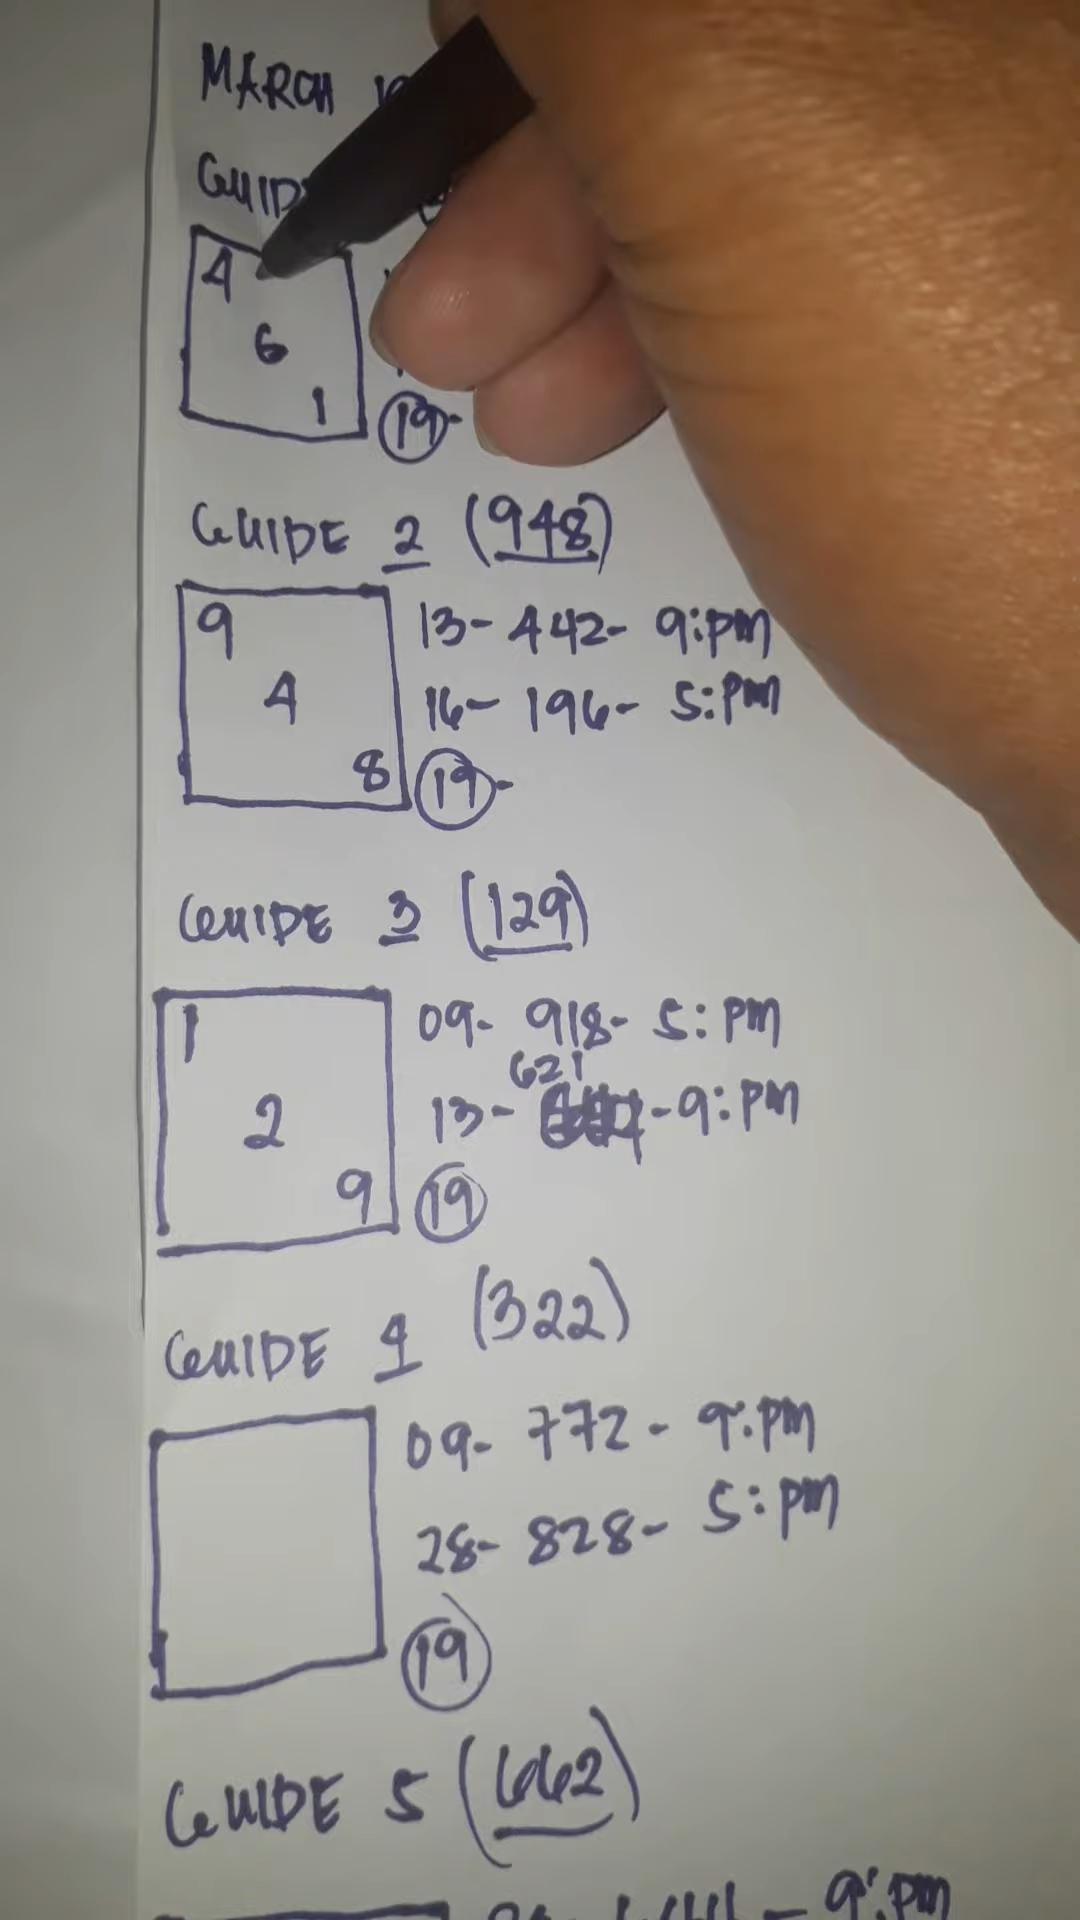 MARCH
GUIDE
4
6
1
19-
GUIDE 2 (948)
9
4
8
13- 442- 9:PM
16- 196- 5:PM
19-
GUIDE 3 (129)
1
2
9
09- 918- 5:PM
621
13- -9:PM
19
GUIDE 4 (322)
09- 772- 9:PM
28- 828- 5:PM
19
GUIDE 5 (662)
9:PM